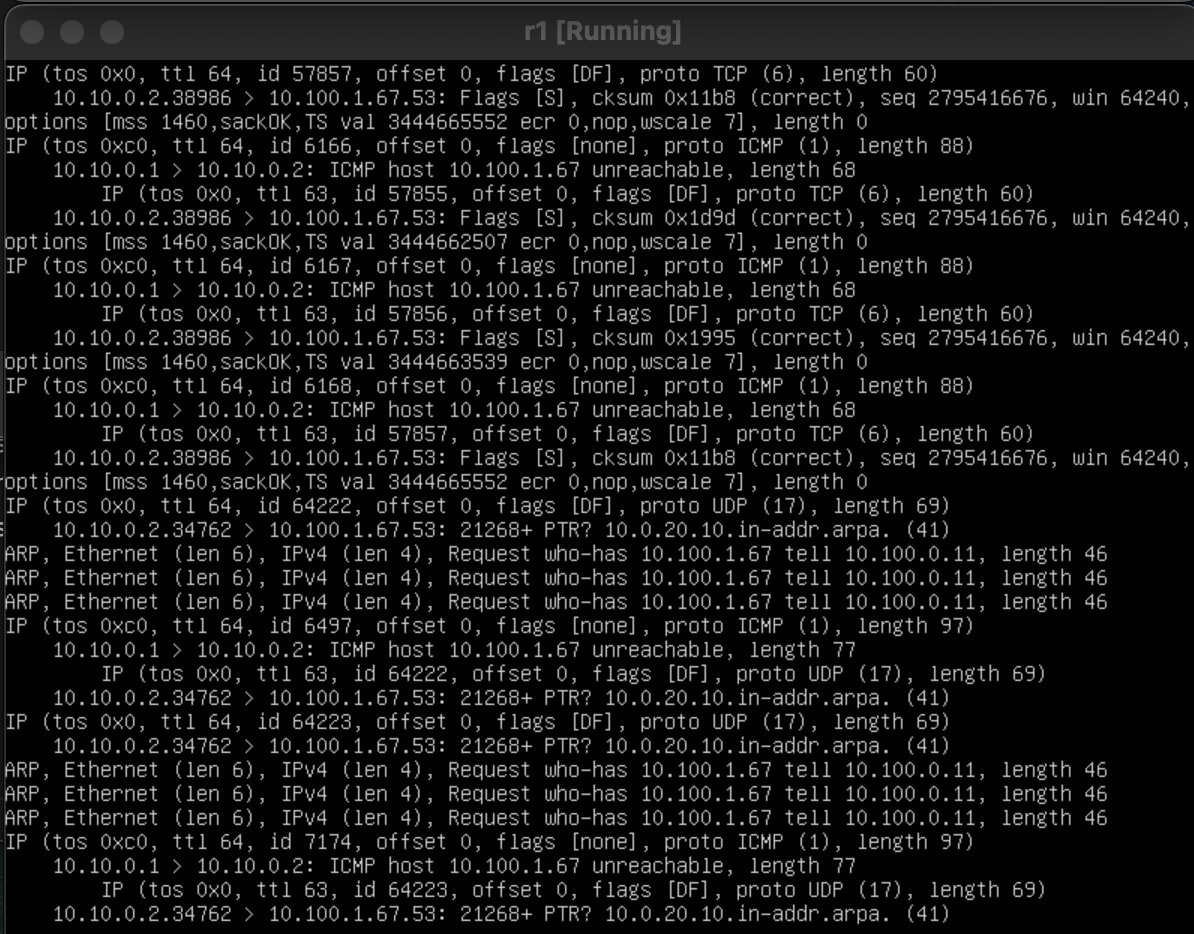 r1 [Running]
IP (tos 0x0, ttl 64, id 57857, offset 0, flags [DF], proto TCP (6), length 60)
    10.10.0.2.38986 > 10.100.1.67.53: Flags [S], cksum 0x11b8 (correct), seq 2795416676, win 64240,
options [mss 1460,sackOK,TS val 3444665552 ecr 0,nop,wscale 7], length 0
IP (tos 0xc0, ttl 64, id 6166, offset 0, flags [none], proto ICMP (1), length 88)
    10.10.0.1 > 10.10.0.2: ICMP host 10.100.1.67 unreachable, length 68
        IP (tos 0x0, ttl 63, id 57855, offset 0, flags [DF], proto TCP (6), length 60)
    10.10.0.2.38986 > 10.100.1.67.53: Flags [S], cksum 0x1d9d (correct), seq 2795416676, win 64240,
options [mss 1460,sackOK,TS val 3444662507 ecr 0,nop,wscale 7], length 0
IP (tos 0xc0, ttl 64, id 6167, offset 0, flags [none], proto ICMP (1), length 88)
    10.10.0.1 > 10.10.0.2: ICMP host 10.100.1.67 unreachable, length 68
        IP (tos 0x0, ttl 63, id 57856, offset 0, flags [DF], proto TCP (6), length 60)
    10.10.0.2.38986 > 10.100.1.67.53: Flags [S], cksum 0x1995 (correct), seq 2795416676, win 64240,
options [mss 1460,sackOK,TS val 3444663539 ecr 0,nop,wscale 7], length 0
IP (tos 0xc0, ttl 64, id 6168, offset 0, flags [none], proto ICMP (1), length 88)
    10.10.0.1 > 10.10.0.2: ICMP host 10.100.1.67 unreachable, length 68
        IP (tos 0x0, ttl 63, id 57857, offset 0, flags [DF], proto TCP (6), length 60)
    10.10.0.2.38986 > 10.100.1.67.53: Flags [S], cksum 0x11b8 (correct), seq 2795416676, win 64240,
options [mss 1460,sackOK,TS val 3444665552 ecr 0,nop,wscale 7], length 0
IP (tos 0x0, ttl 64, id 64222, offset 0, flags [DF], proto UDP (17), length 69)
    10.10.0.2.34762 > 10.100.1.67.53: 21268+ PTR? 10.0.20.10.in-addr.arpa. (41)
ARP, Ethernet (len 6), IPv4 (len 4), Request who-has 10.100.1.67 tell 10.100.0.11, length 46
ARP, Ethernet (len 6), IPv4 (len 4), Request who-has 10.100.1.67 tell 10.100.0.11, length 46
ARP, Ethernet (len 6), IPv4 (len 4), Request who-has 10.100.1.67 tell 10.100.0.11, length 46
IP (tos 0xc0, ttl 64, id 6497, offset 0, flags [none], proto ICMP (1), length 97)
    10.10.0.1 > 10.10.0.2: ICMP host 10.100.1.67 unreachable, length 77
        IP (tos 0x0, ttl 63, id 64222, offset 0, flags [DF], proto UDP (17), length 69)
    10.10.0.2.34762 > 10.100.1.67.53: 21268+ PTR? 10.0.20.10.in-addr.arpa. (41)
IP (tos 0x0, ttl 64, id 64223, offset 0, flags [DF], proto UDP (17), length 69)
    10.10.0.2.34762 > 10.100.1.67.53: 21268+ PTR? 10.0.20.10.in-addr.arpa. (41)
ARP, Ethernet (len 6), IPv4 (len 4), Request who-has 10.100.1.67 tell 10.100.0.11, length 46
ARP, Ethernet (len 6), IPv4 (len 4), Request who-has 10.100.1.67 tell 10.100.0.11, length 46
ARP, Ethernet (len 6), IPv4 (len 4), Request who-has 10.100.1.67 tell 10.100.0.11, length 46
IP (tos 0xc0, ttl 64, id 7174, offset 0, flags [none], proto ICMP (1), length 97)
    10.10.0.1 > 10.10.0.2: ICMP host 10.100.1.67 unreachable, length 77
        IP (tos 0x0, ttl 63, id 64223, offset 0, flags [DF], proto UDP (17), length 69)
    10.10.0.2.34762 > 10.100.1.67.53: 21268+ PTR? 10.0.20.10.in-addr.arpa. (41)